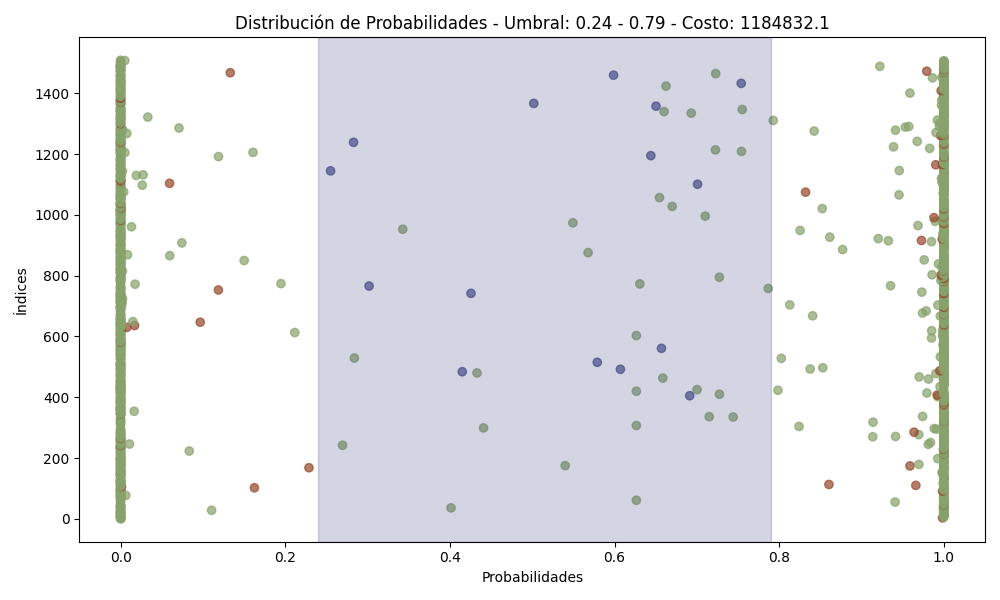 Distribución de Probabilidades - Umbral: 0.24 - 0.79 - Costo: 1184832.1
1400
1200
1000
800
600
400
200
0
Índices
0.0 0.2 0.4 0.6 0.8 1.0
Probabilidades